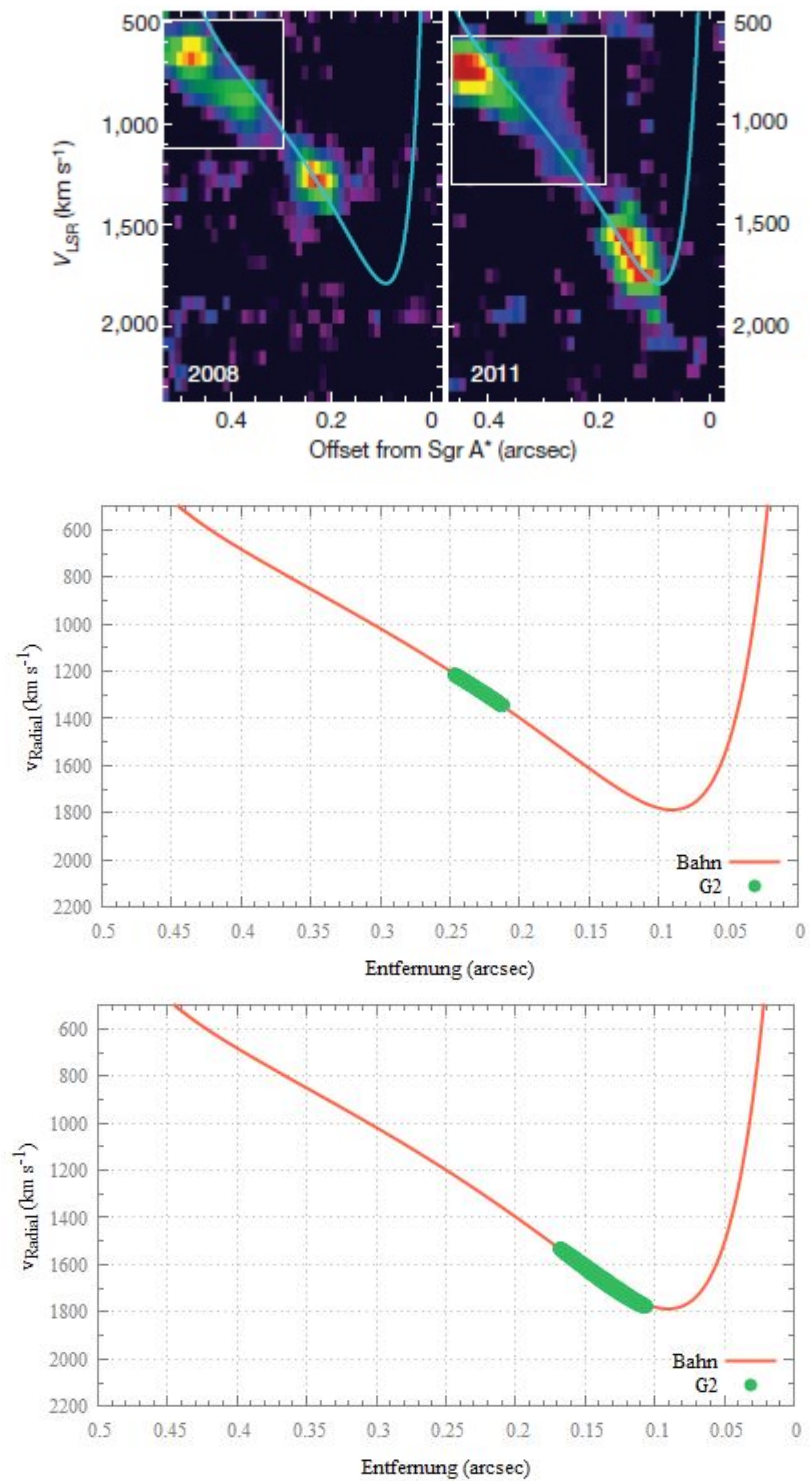 500 500
1,000 1,000
1,500 1,500
2,000 2,000
V_LSR (km s⁻¹)
2008 2011
0.4 0.2 0 0.4 0.2 0
Offset from Sgr A* (arcsec)
600
800
1000
1200
1400
1600
1800
2000
2200
v_Radial (km s⁻¹)
Bahn
G2
0.5 0.45 0.4 0.35 0.3 0.25 0.2 0.15 0.1 0.05 0
Entfernung (arcsec)
600
800
1000
1200
1400
1600
1800
2000
2200
v_Radial (km s⁻¹)
Bahn
G2
0.5 0.45 0.4 0.35 0.3 0.25 0.2 0.15 0.1 0.05 0
Entfernung (arcsec)